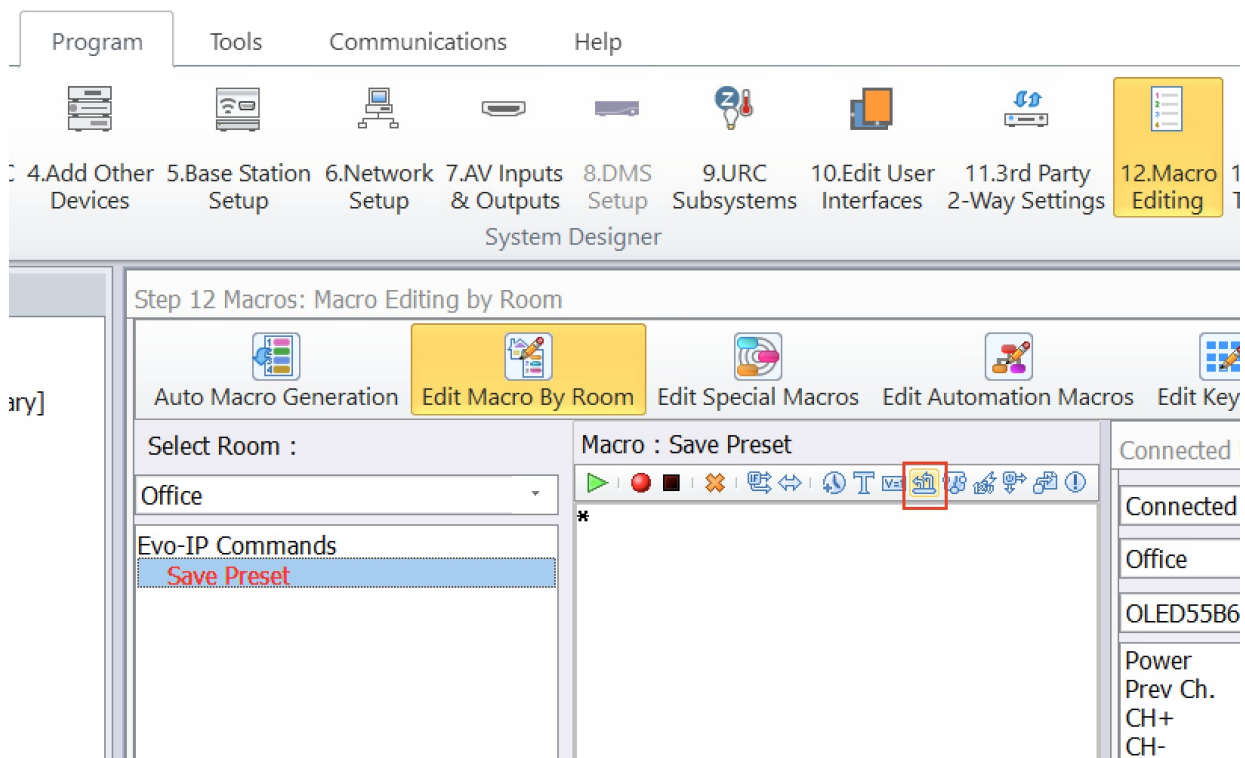 Program Tools Communications Help
4.Add Other 5.Base Station 6.Network 7.AV Inputs 8.DMS 9.URC 10.Edit User 11.3rd Party 12.Macro
Devices Setup Setup & Outputs Setup Subsystems Interfaces 2-Way Settings Editing
System Designer
Step 12 Macros: Macro Editing by Room
ary]
Auto Macro Generation Edit Macro By Room Edit Special Macros Edit Automation Macros Edit Key
Select Room :
Office
Evo-IP Commands
Save Preset
Macro : Save Preset
*
Connected
Connected
Office
OLED55B6
Power
Prev Ch.
CH+
CH-